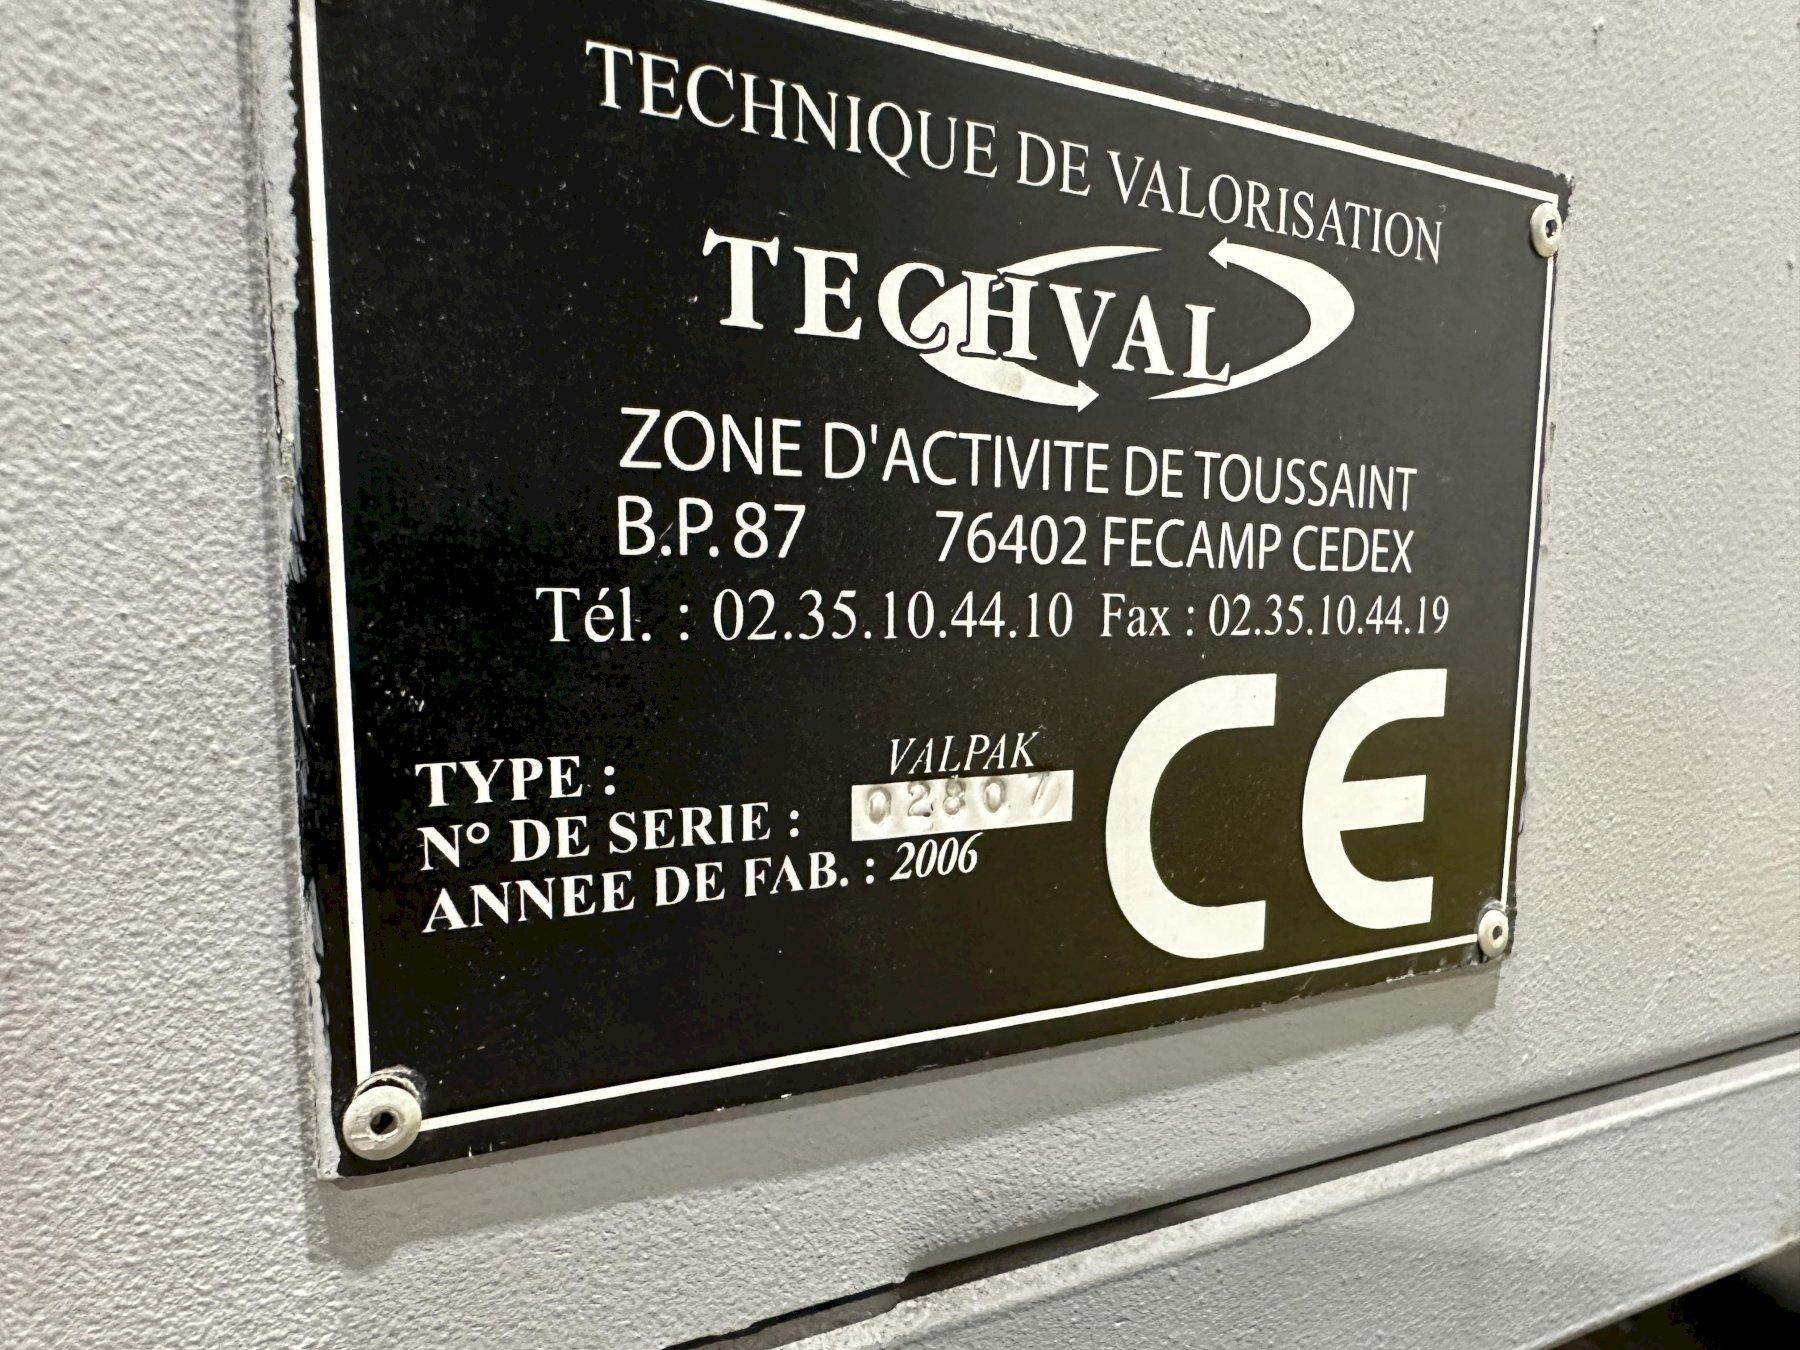 TECHNIQUE DE VALORISATION
TECHVAL
ZONE D'ACTIVITE DE TOUSSAINT
B.P. 87 76402 FECAMP CEDEX
Tél. : 02.35.10.44.10 Fax : 02.35.10.44.19
TYPE : VALPAK
N° DE SERIE : 02807
ANNEE DE FAB. : 2006
CE